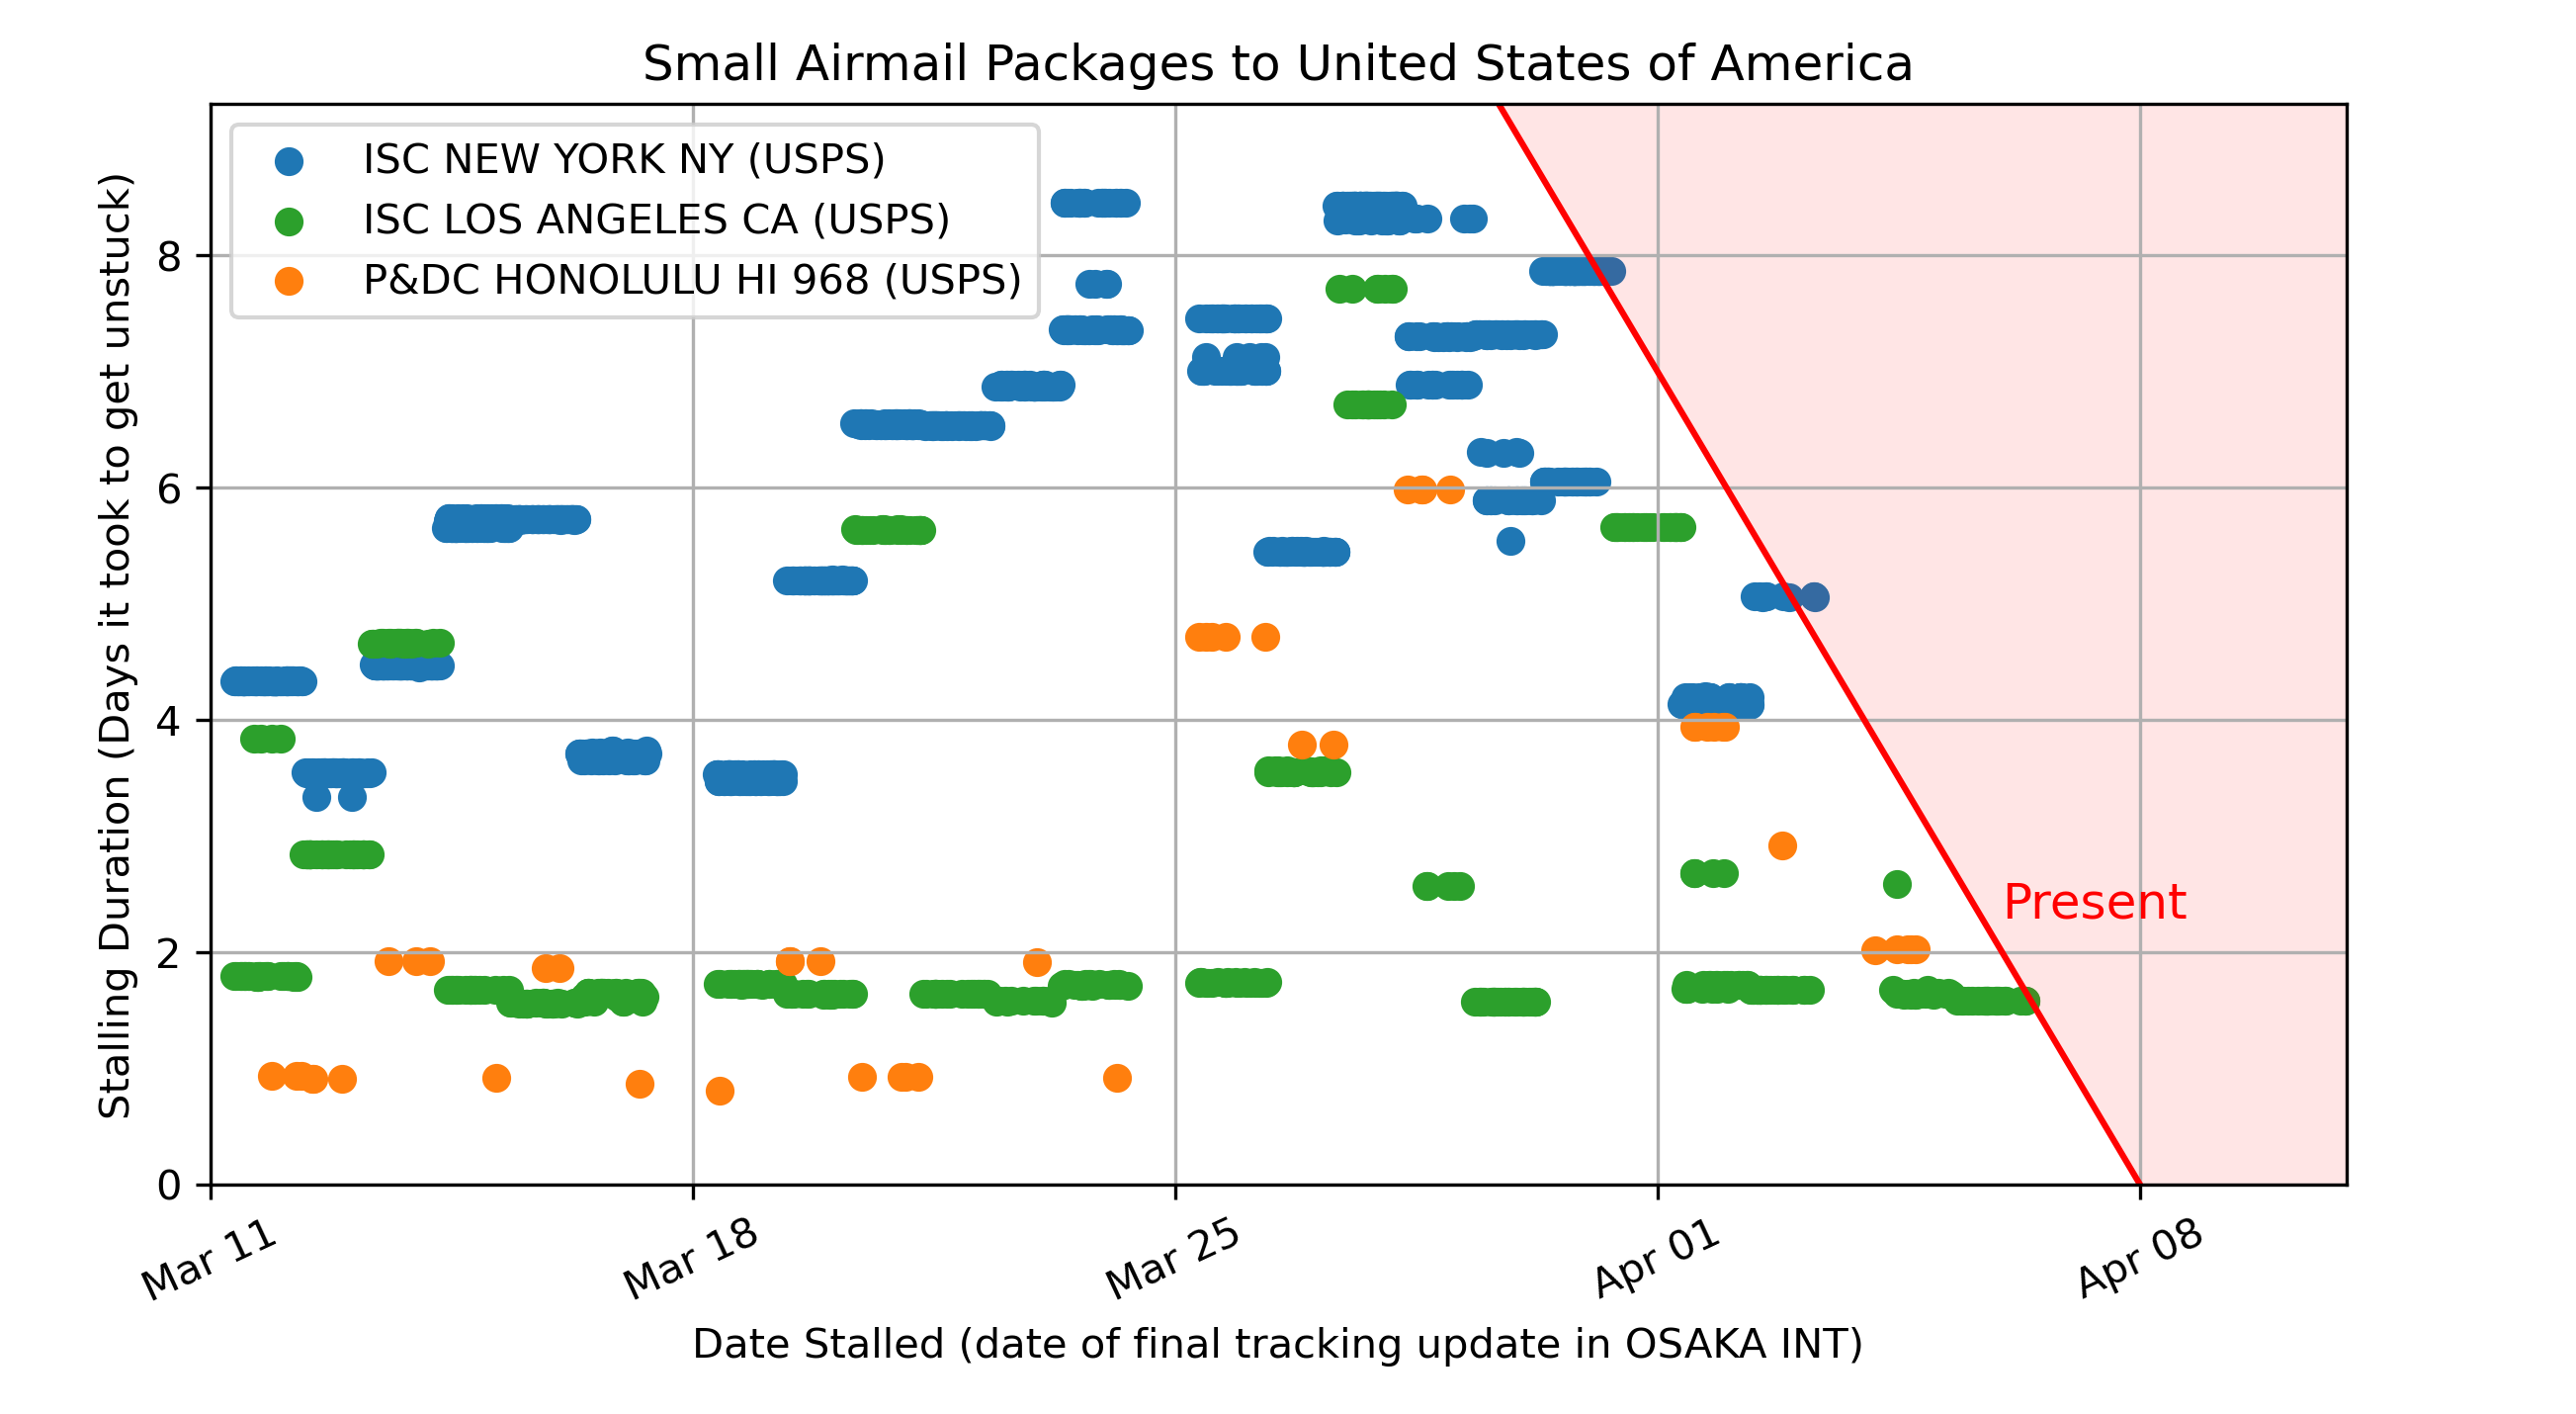 Small Airmail Packages to United States of America
ISC NEW YORK NY (USPS)
ISC LOS ANGELES CA (USPS)
P&DC HONOLULU HI 968 (USPS)
Stalling Duration (Days it took to get unstuck)
8
6
4
2
0
Present
Mar 11
Mar 18
Mar 25
Apr 01
Apr 08
Date Stalled (date of final tracking update in OSAKA INT)